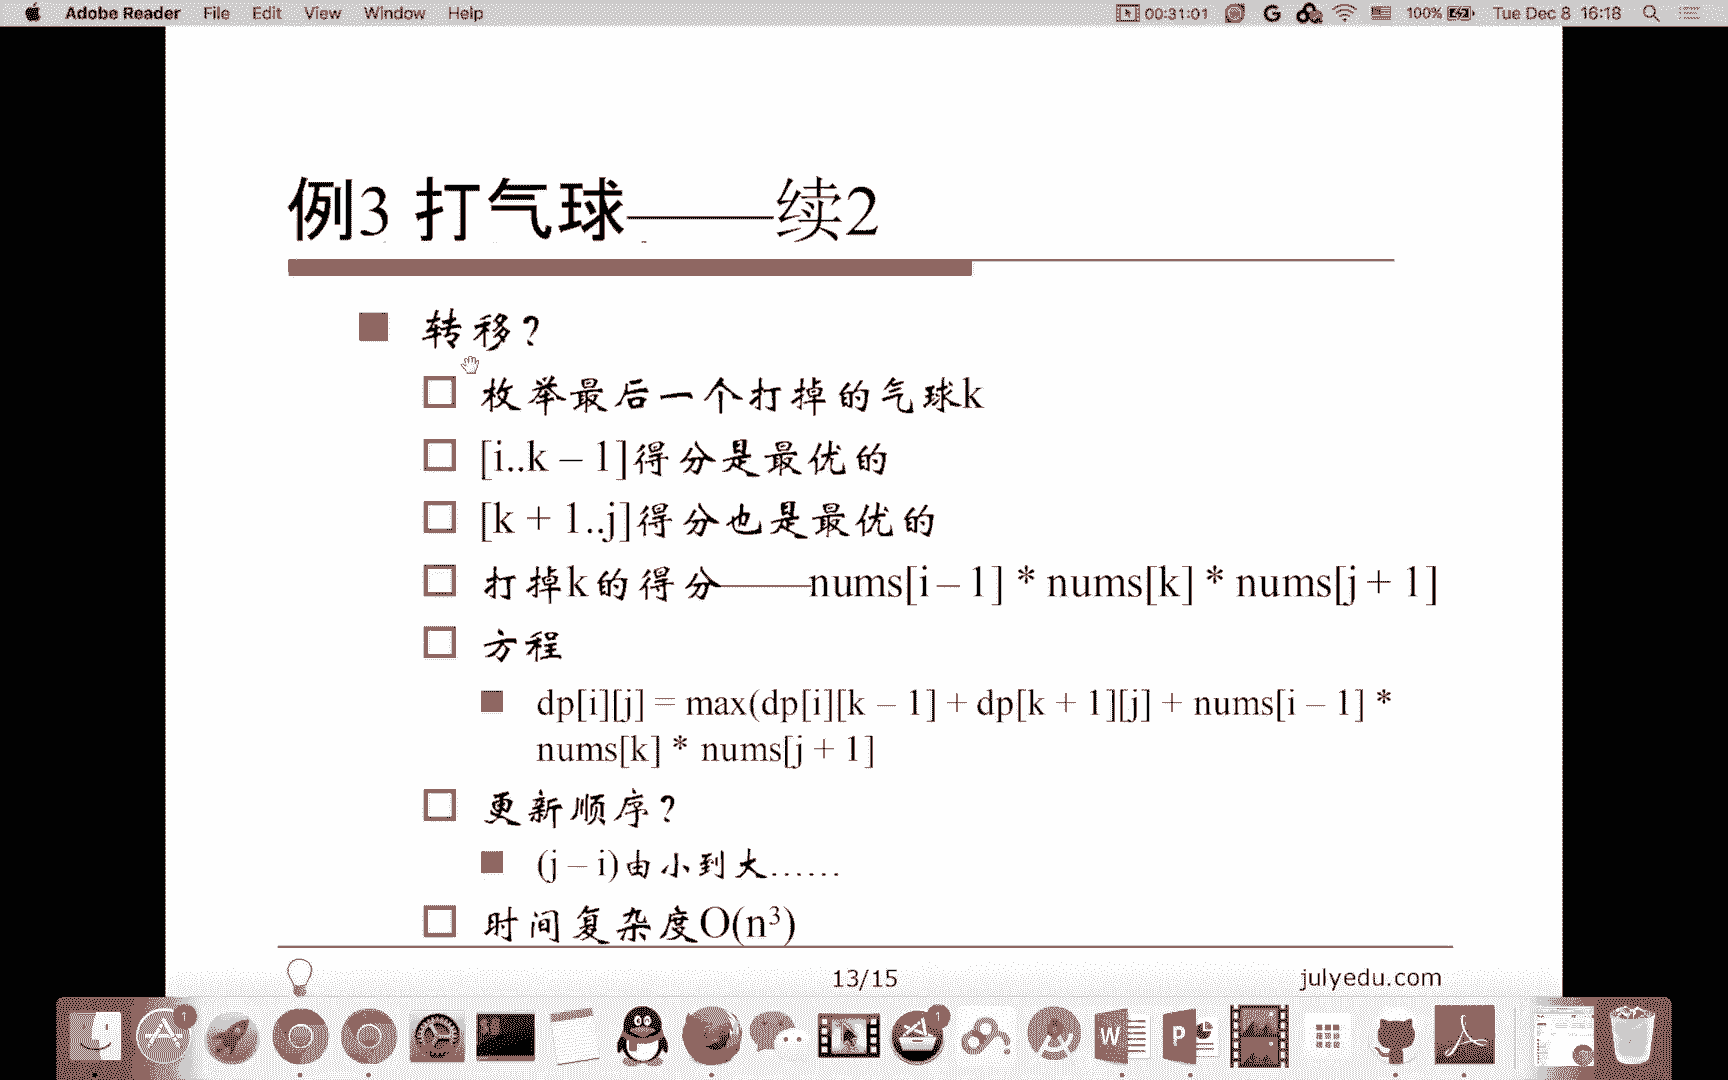 Adobe Reader File Edit View Window Help 00:31:01 100% Tue Dec 8 16:18
例3 打气球——续2
转移？
枚举最后一个打掉的气球k
[i..k – 1]得分是最优的
[k + 1..j]得分也是最优的
打掉k的得分——nums[i – 1] * nums[k] * nums[j + 1]
方程
dp[i][j] = max(dp[i][k – 1] + dp[k + 1][j] + nums[i – 1] *
nums[k] * nums[j + 1]
更新顺序？
(j – i)由小到大……
时间复杂度O(n³)
13/15 julyedu.com